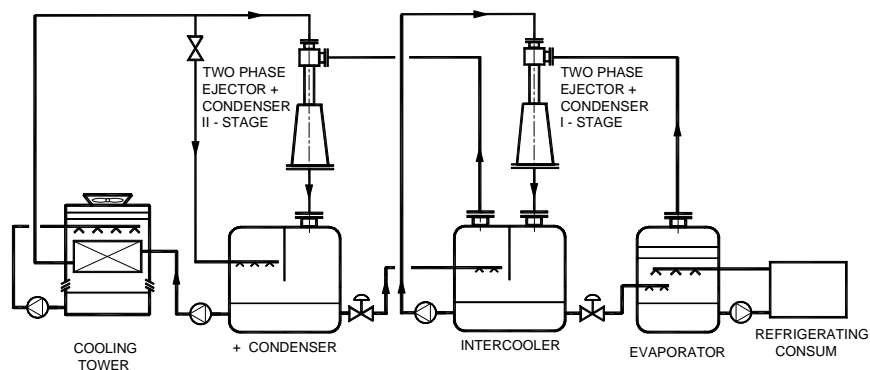 TWO PHASE
EJECTOR +
CONDENSER
II - STAGE
TWO PHASE
EJECTOR +
CONDENSER
I - STAGE
COOLING
TOWER
+ CONDENSER
INTERCOOLER
EVAPORATOR
REFRIGERATING
CONSUM